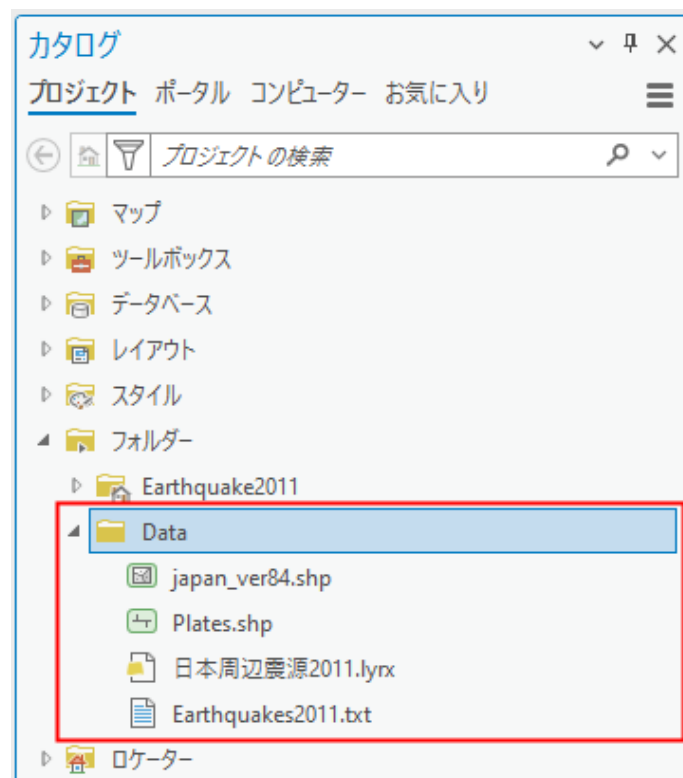 カタログ
プロジェクト ポータル コンピューター お気に入り
プロジェクトの検索
マップ
ツールボックス
データベース
レイアウト
スタイル
フォルダー
Earthquake2011
Data
japan_ver84.shp
Plates.shp
日本周辺震源2011.lyrx
Earthquakes2011.txt
ロケーター